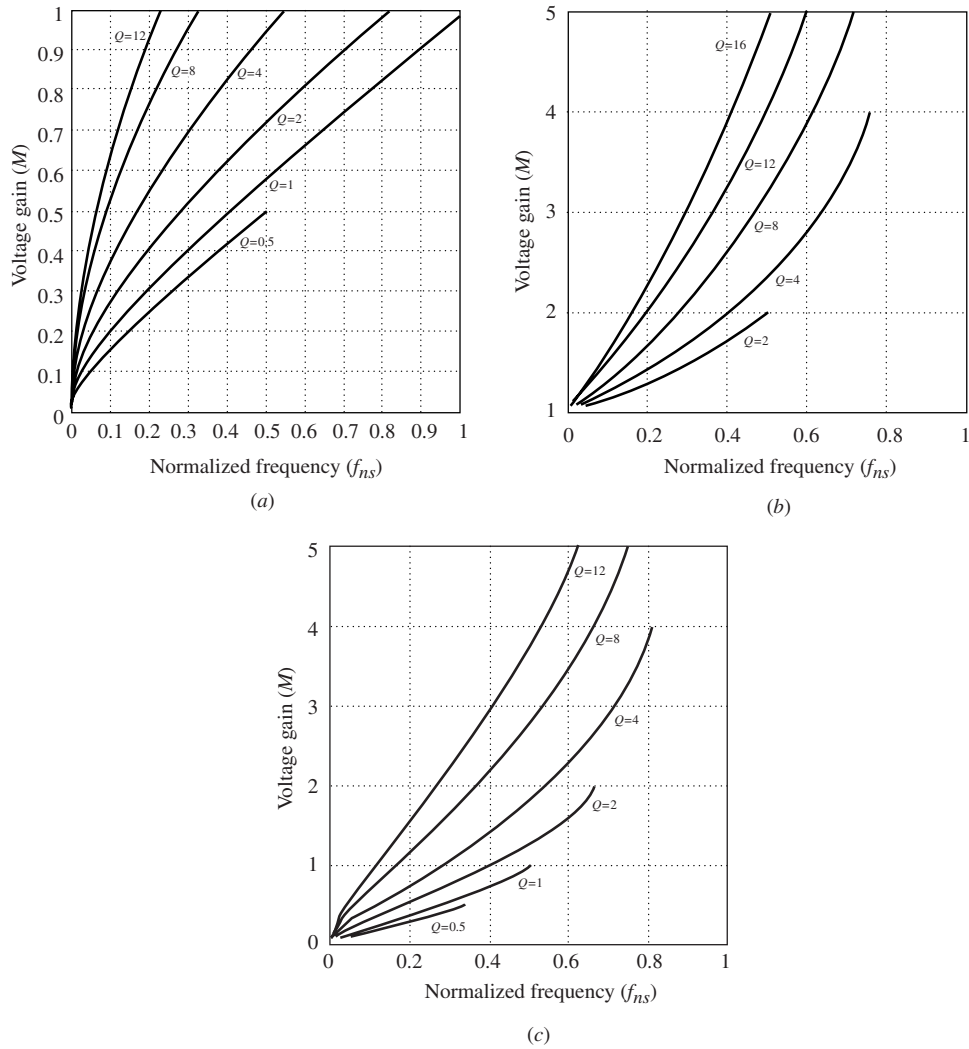 Voltage gain (M)
1
0.9
0.8
0.7
0.6
0.5
0.4
0.3
0.2
0.1
0
Q=12
Q=8
Q=4
Q=2
Q=1
Q=0.5
0 0.1 0.2 0.3 0.4 0.5 0.6 0.7 0.8 0.9 1
Normalized frequency (fns)
(a)
Voltage gain (M)
5
4
3
2
1
Q=16
Q=12
Q=8
Q=4
Q=2
0 0.2 0.4 0.6 0.8 1
Normalized frequency (fns)
(b)
Voltage gain (M)
5
4
3
2
1
0
Q=12
Q=8
Q=4
Q=2
Q=1
Q=0.5
0 0.2 0.4 0.6 0.8 1
Normalized frequency (fns)
(c)